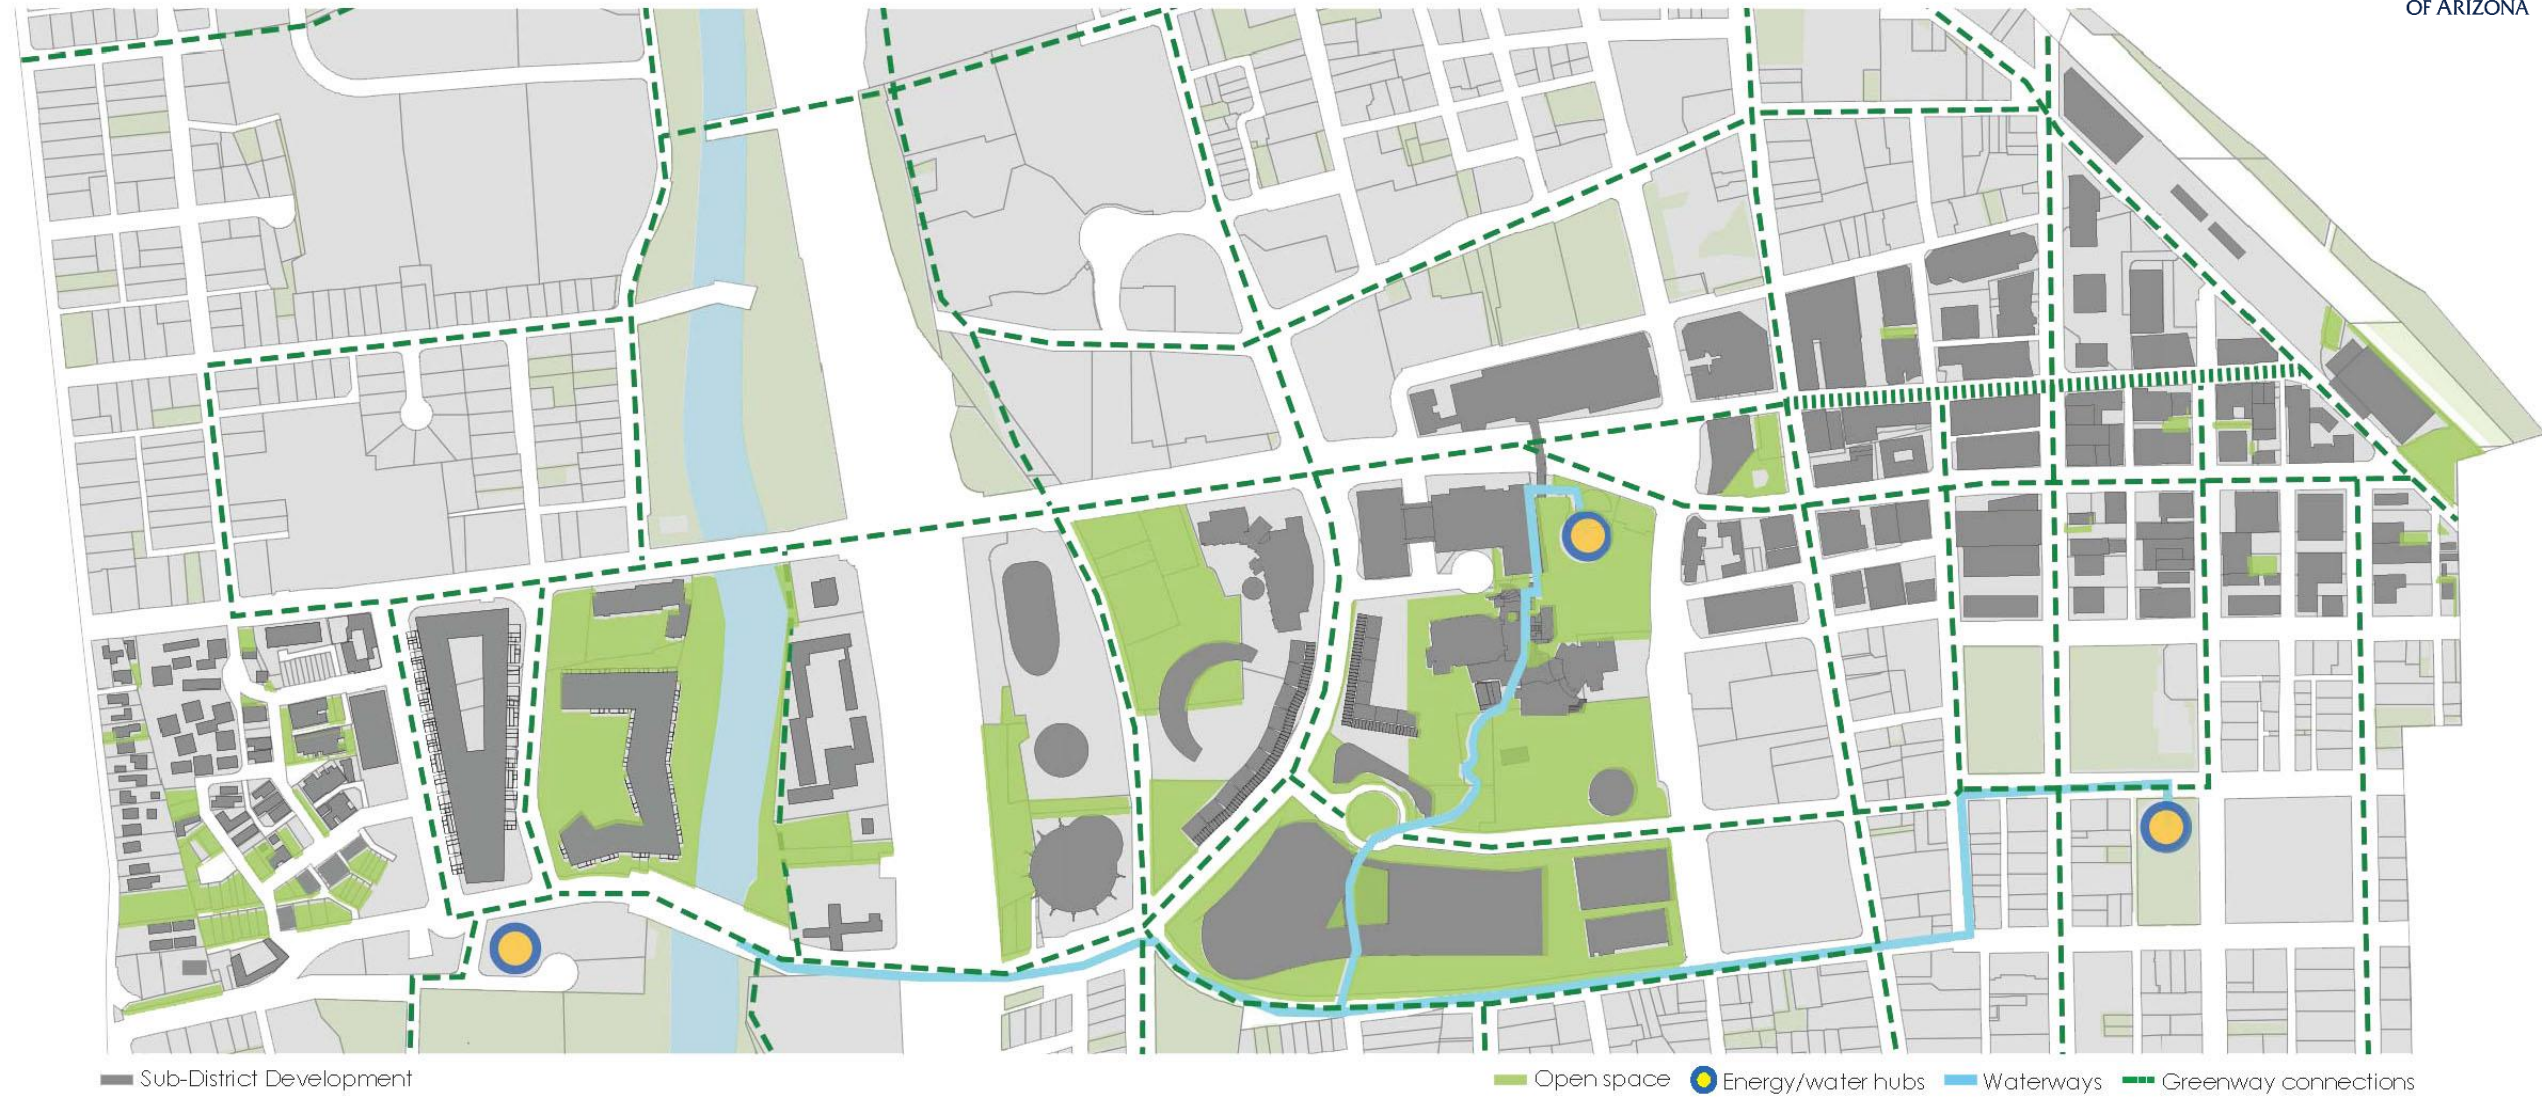 OF ARIZONA
Sub-District Development
Open space
Energy/water hubs
Waterways
Greenway connections